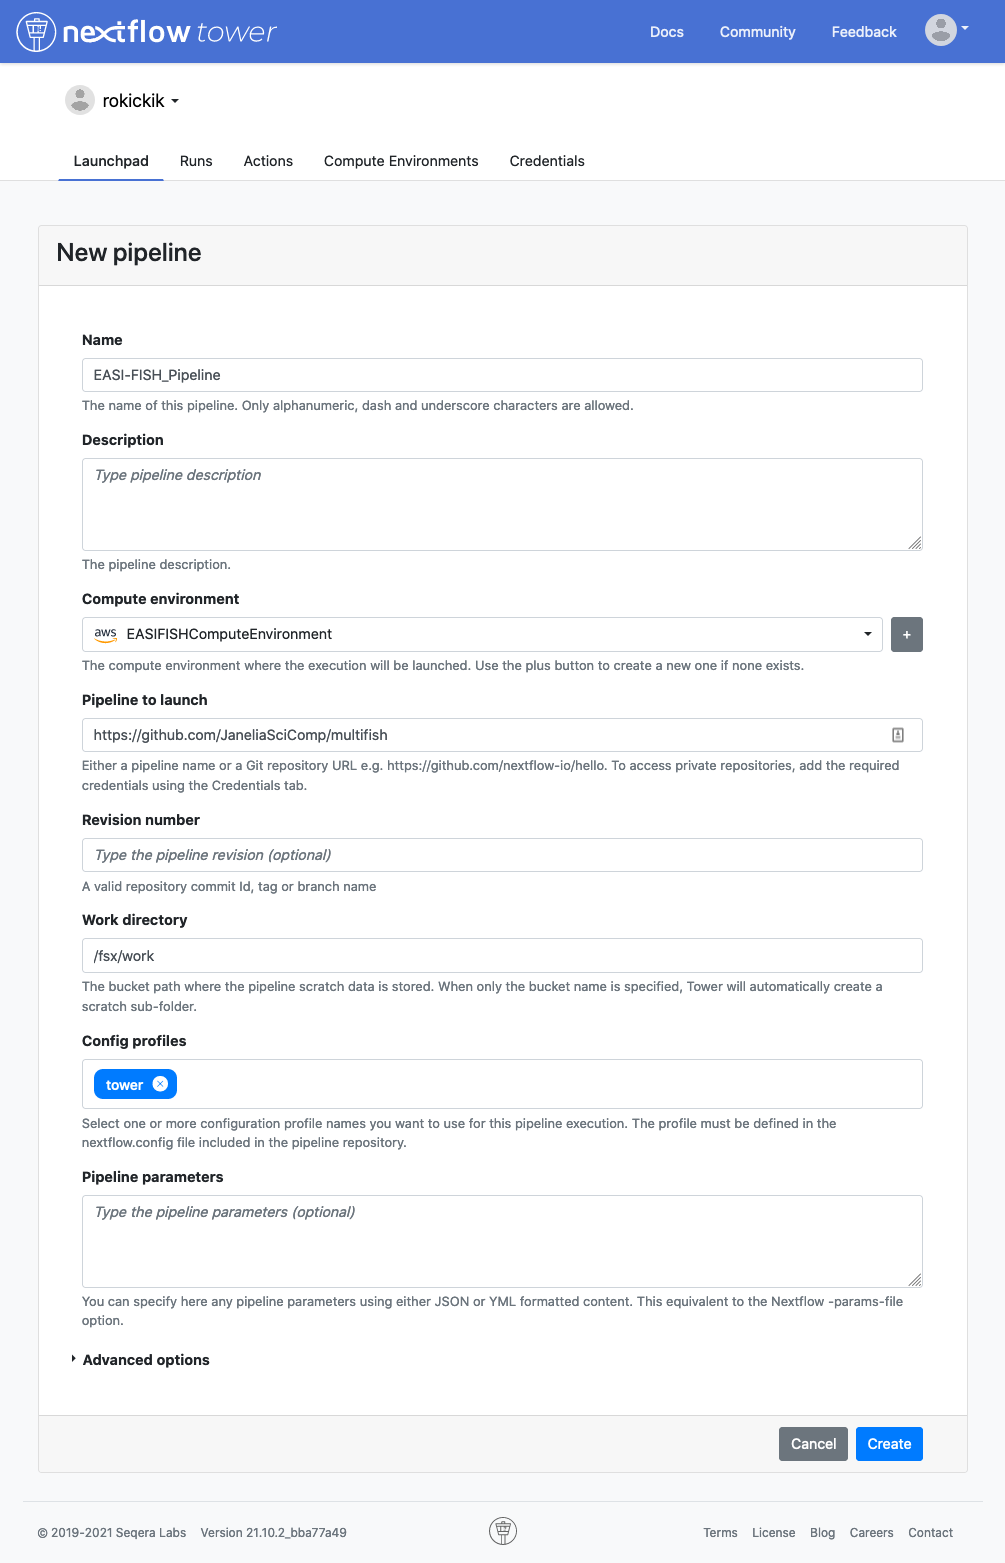 nextflow tower
Docs Community Feedback
rokickik
Launchpad Runs Actions Compute Environments Credentials
New pipeline
Name
EASI-FISH_Pipeline
The name of this pipeline. Only alphanumeric, dash and underscore characters are allowed.
Description
Type pipeline description
The pipeline description.
Compute environment
aws EASIFISHComputeEnvironment
+
The compute environment where the execution will be launched. Use the plus button to create a new one if none exists.
Pipeline to launch
https://github.com/JaneliaSciComp/multifish
Either a pipeline name or a Git repository URL e.g. https://github.com/nextflow-io/hello. To access private repositories, add the required
credentials using the Credentials tab.
Revision number
Type the pipeline revision (optional)
A valid repository commit Id, tag or branch name
Work directory
/fsx/work
The bucket path where the pipeline scratch data is stored. When only the bucket name is specified, Tower will automatically create a
scratch sub-folder.
Config profiles
tower
Select one or more configuration profile names you want to use for this pipeline execution. The profile must be defined in the
nextflow.config file included in the pipeline repository.
Pipeline parameters
Type the pipeline parameters (optional)
You can specify here any pipeline parameters using either JSON or YML formatted content. This equivalent to the Nextflow -params-file
option.
Advanced options
Cancel Create
© 2019-2021 Seqera Labs Version 21.10.2_bba77a49
Terms License Blog Careers Contact